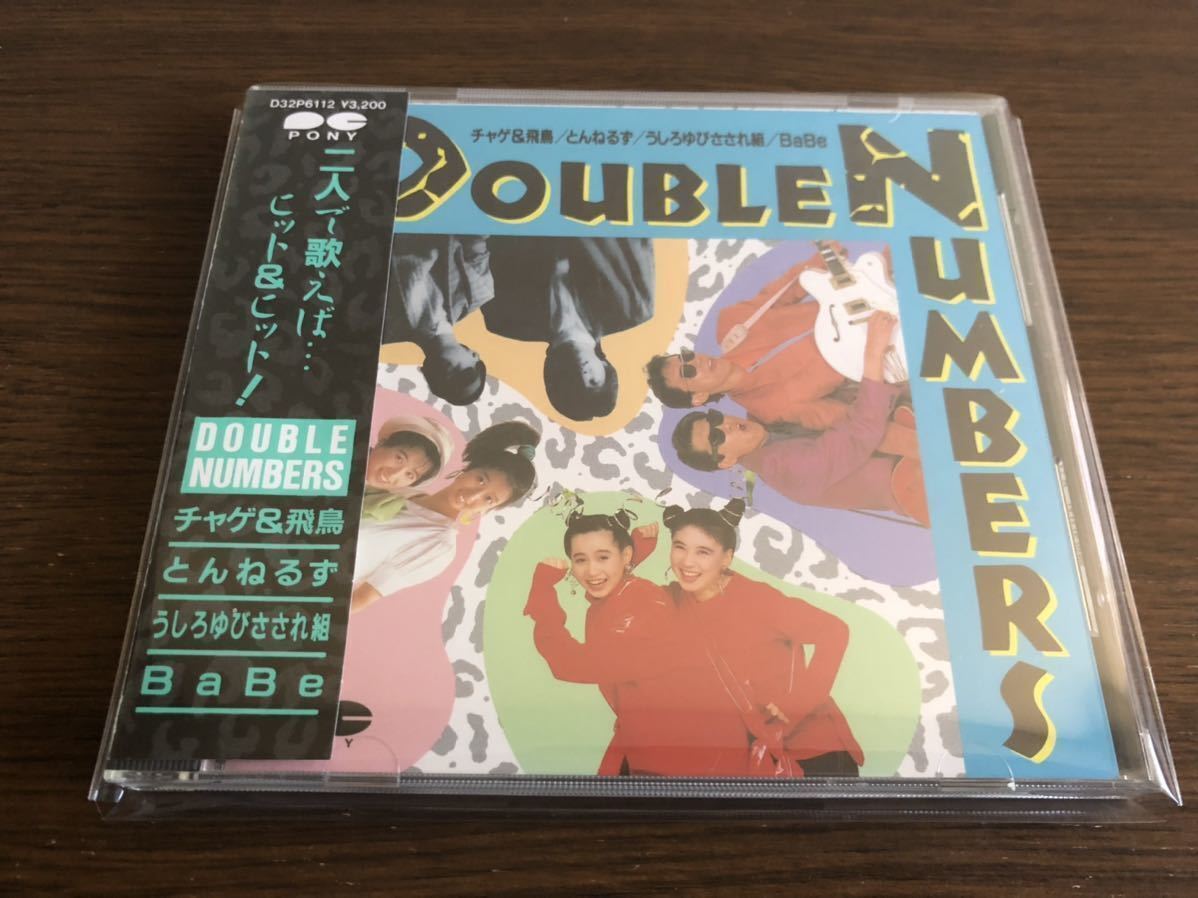 D32P6112 ¥3,200
PONY
二人で歌えば…
ヒット&ヒット!
DOUBLE
NUMBERS
チャゲ&飛鳥
とんねるず
うしろゆびさされ組
BaBe
チャゲ&飛鳥/とんねるず/うしろゆびさされ組/BaBe
DOUBLE
NUMBERS
Y